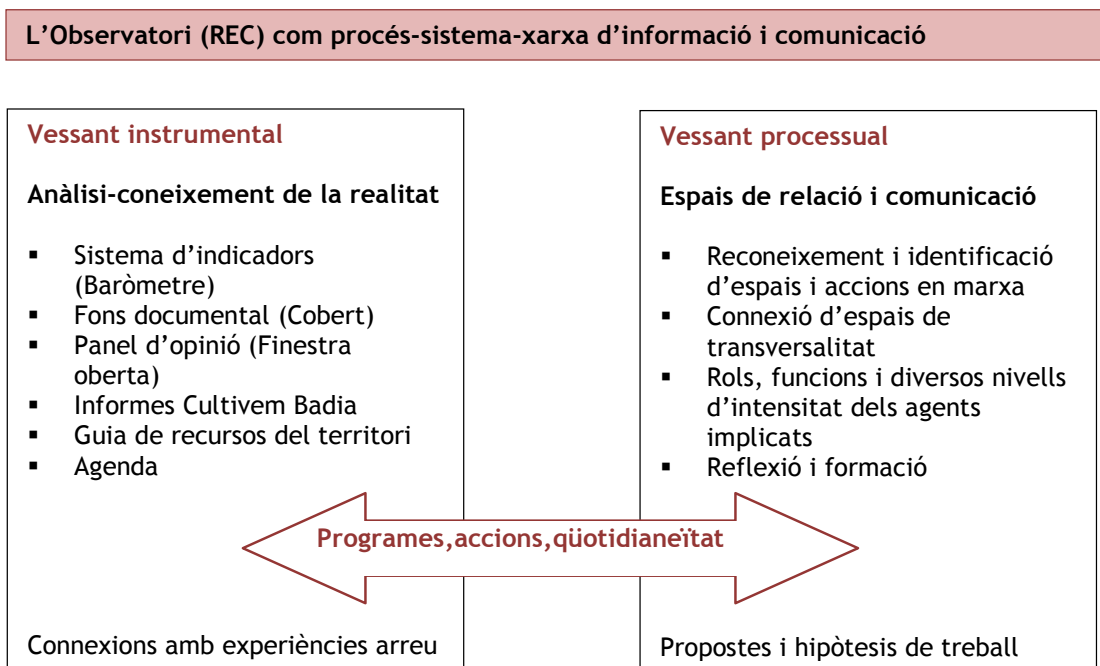 L’Observatori (REC) com procés-sistema-xarxa d’informació i comunicació
Vessant instrumental
Anàlisi-coneixement de la realitat
▪ Sistema d’indicadors
(Baròmetre)
▪ Fons documental (Cobert)
▪ Panel d’opinió (Finestra
oberta)
▪ Informes Cultivem Badia
▪ Guia de recursos del territori
▪ Agenda
Vessant processual
Espais de relació i comunicació
▪ Reconeixement i identificació
d’espais i accions en marxa
▪ Connexió d’espais de
transversalitat
▪ Rols, funcions i diversos nivells
d’intensitat dels agents
implicats
▪ Reflexió i formació
Programes,accions,qüotidianeïtat
Connexions amb experiències arreu
Propostes i hipòtesis de treball